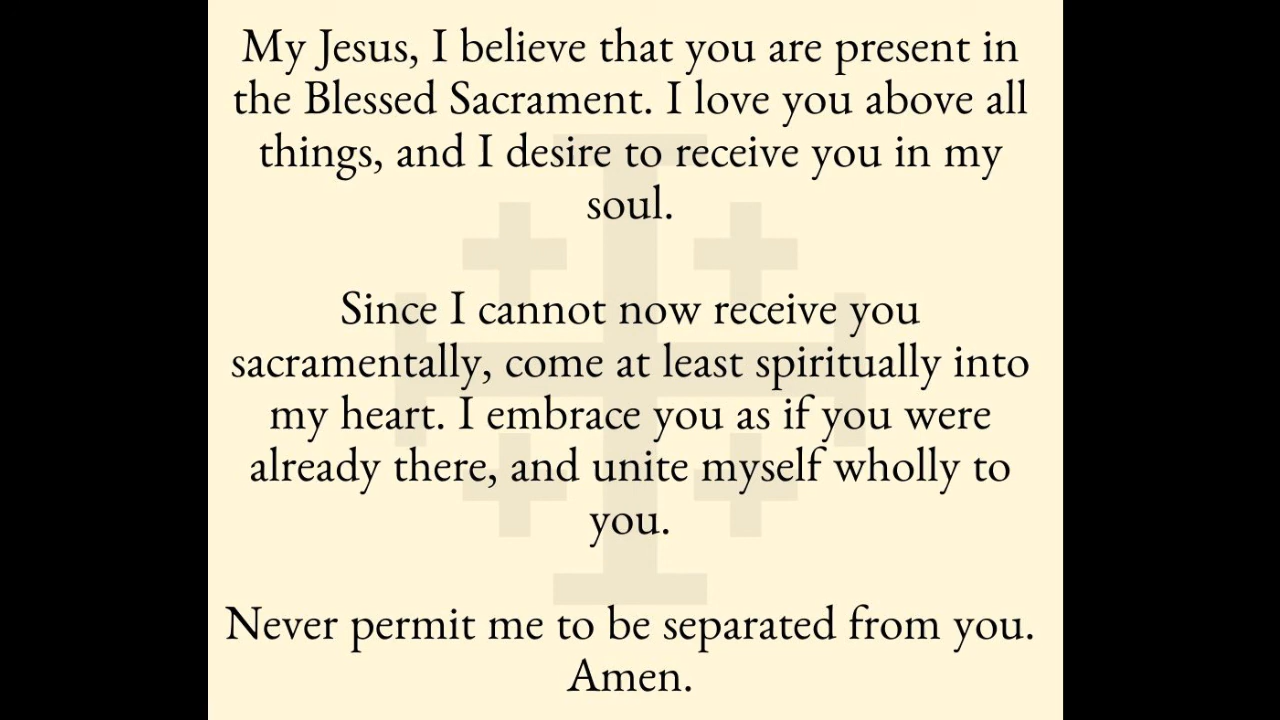 My Jesus, I believe that you are present in
the Blessed Sacrament. I love you above all
things, and I desire to receive you in my
soul.
Since I cannot now receive you
sacramentally, come at least spiritually into
my heart. I embrace you as if you were
already there, and unite myself wholly to
you.
Never permit me to be separated from you.
Amen.